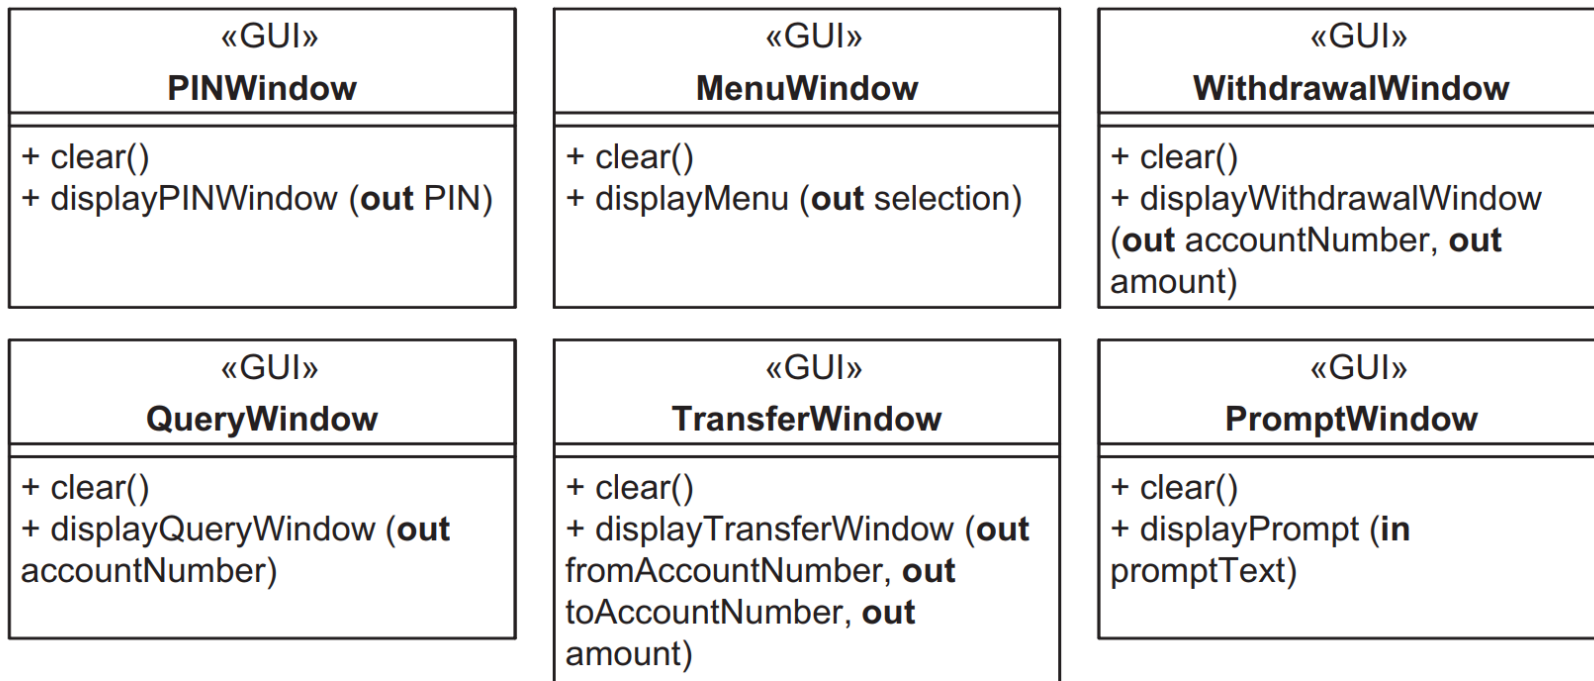 «GUI»
PINWindow
+ clear()
+ displayPINWindow (out PIN)
«GUI»
MenuWindow
+ clear()
+ displayMenu (out selection)
«GUI»
WithdrawalWindow
+ clear()
+ displayWithdrawalWindow
(out accountNumber, out
amount)
«GUI»
QueryWindow
+ clear()
+ displayQueryWindow (out
accountNumber)
«GUI»
TransferWindow
+ clear()
+ displayTransferWindow (out
fromAccountNumber, out
toAccountNumber, out
amount)
«GUI»
PromptWindow
+ clear()
+ displayPrompt (in
promptText)